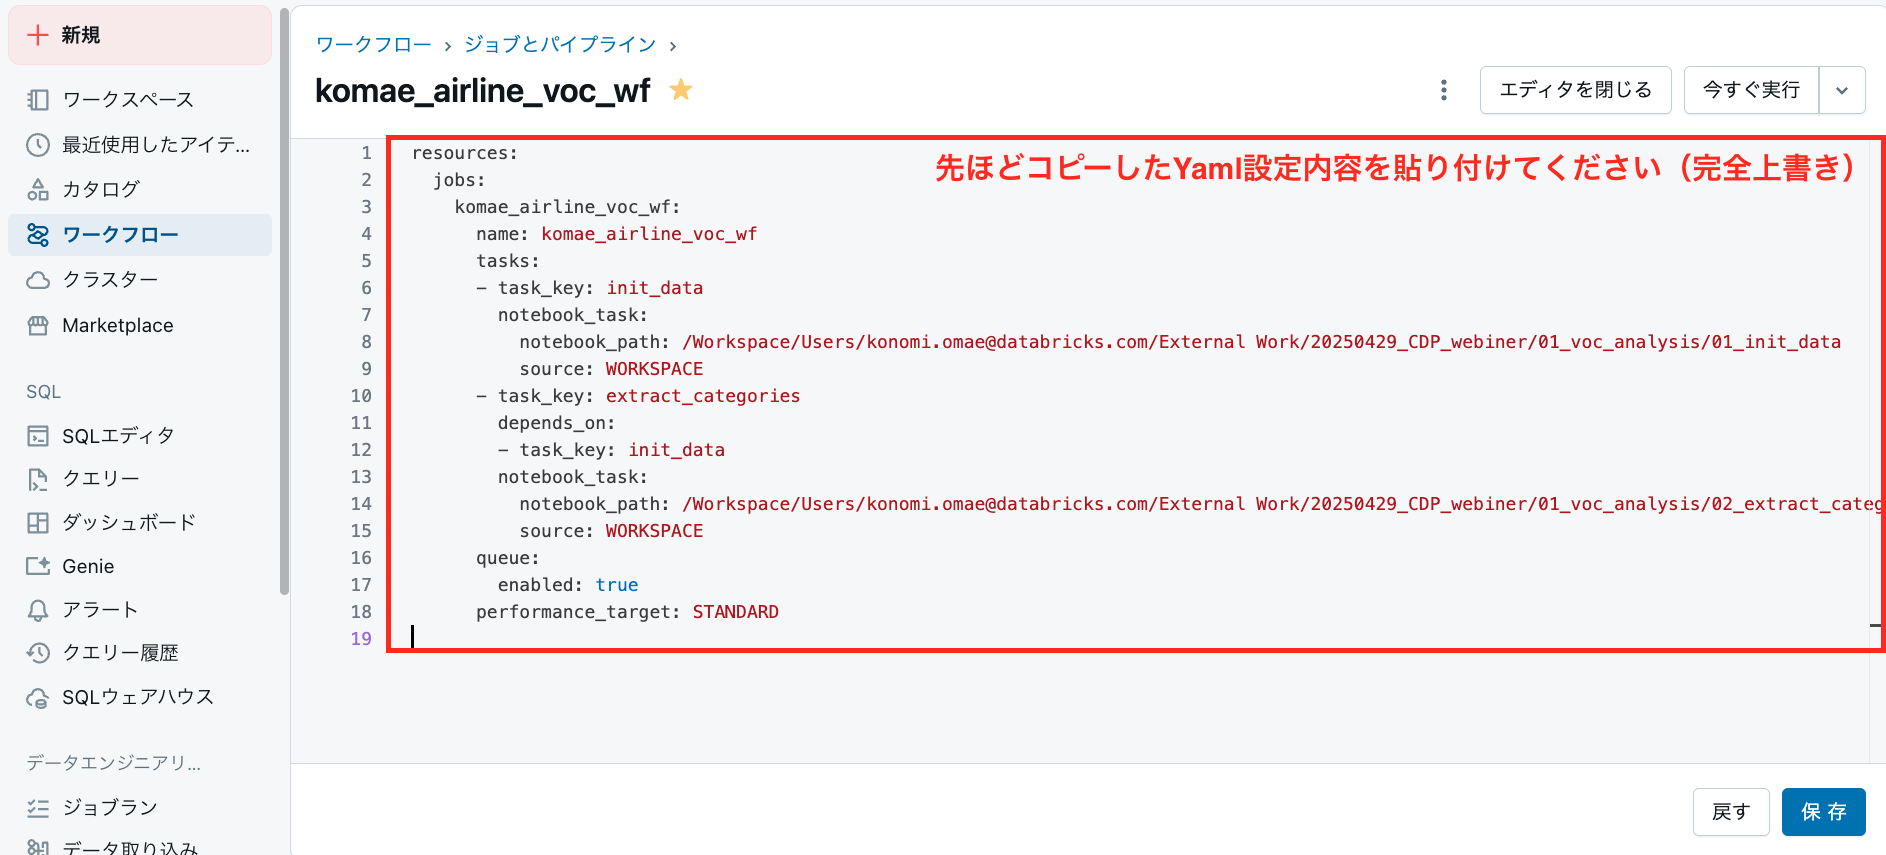 新規
ワークスペース
最近使用したアイテ...
カタログ
ワークフロー
クラスター
Marketplace
SQL
SQLエディタ
クエリー
ダッシュボード
Genie
アラート
クエリー履歴
SQLウェアハウス
データエンジニアリ...
ジョブラン
データ取り込み
ワークフロー › ジョブとパイプライン ›
komae_airline_voc_wf
エディタを閉じる
今すぐ実行
先ほどコピーしたYaml設定内容を貼り付けてください（完全上書き）
1 resources:
2 jobs:
3 komae_airline_voc_wf:
4 name: komae_airline_voc_wf
5 tasks:
6 - task_key: init_data
7 notebook_task:
8 notebook_path: /Workspace/Users/konomi.omae@databricks.com/External Work/20250429_CDP_webiner/01_voc_analysis/01_init_data
9 source: WORKSPACE
10 - task_key: extract_categories
11 depends_on:
12 - task_key: init_data
13 notebook_task:
14 notebook_path: /Workspace/Users/konomi.omae@databricks.com/External Work/20250429_CDP_webiner/01_voc_analysis/02_extract_categ
15 source: WORKSPACE
16 queue:
17 enabled: true
18 performance_target: STANDARD
19
戻す
保存